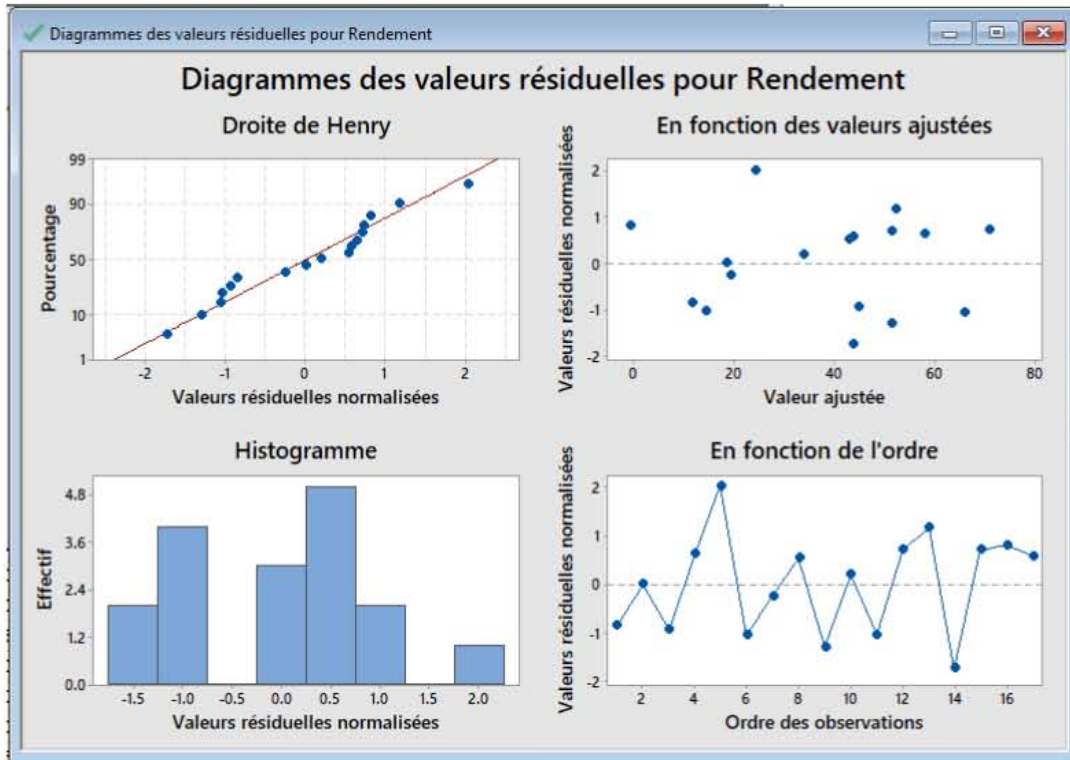 Diagrammes des valeurs résiduelles pour Rendement
Diagrammes des valeurs résiduelles pour Rendement
Droite de Henry
99
90
50
10
1
Pourcentage
-2 -1 0 1 2
Valeurs résiduelles normalisées
En fonction des valeurs ajustées
2
1
0
-1
-2
Valeurs résiduelles normalisées
0 20 40 60 80
Valeur ajustée
Histogramme
4.8
3.6
2.4
1.2
0.0
Effectif
-1.5 -1.0 -0.5 0.0 0.5 1.0 1.5 2.0
Valeurs résiduelles normalisées
En fonction de l'ordre
2
1
0
-1
-2
Valeurs résiduelles normalisées
2 4 6 8 10 12 14 16
Ordre des observations